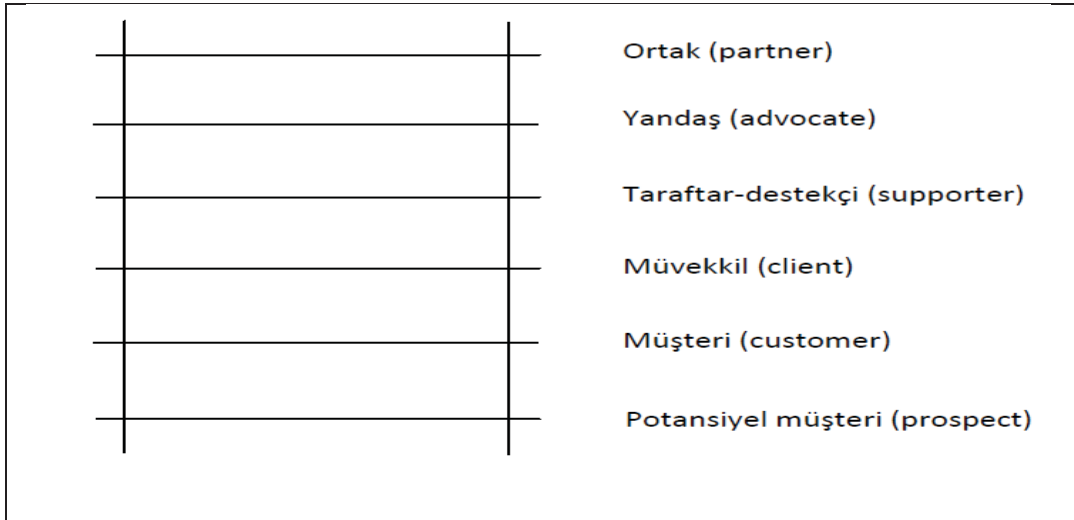 Ortak (partner)
Yandaş (advocate)
Taraftar-destekçi (supporter)
Müvekkil (client)
Müşteri (customer)
Potansiyel müşteri (prospect)